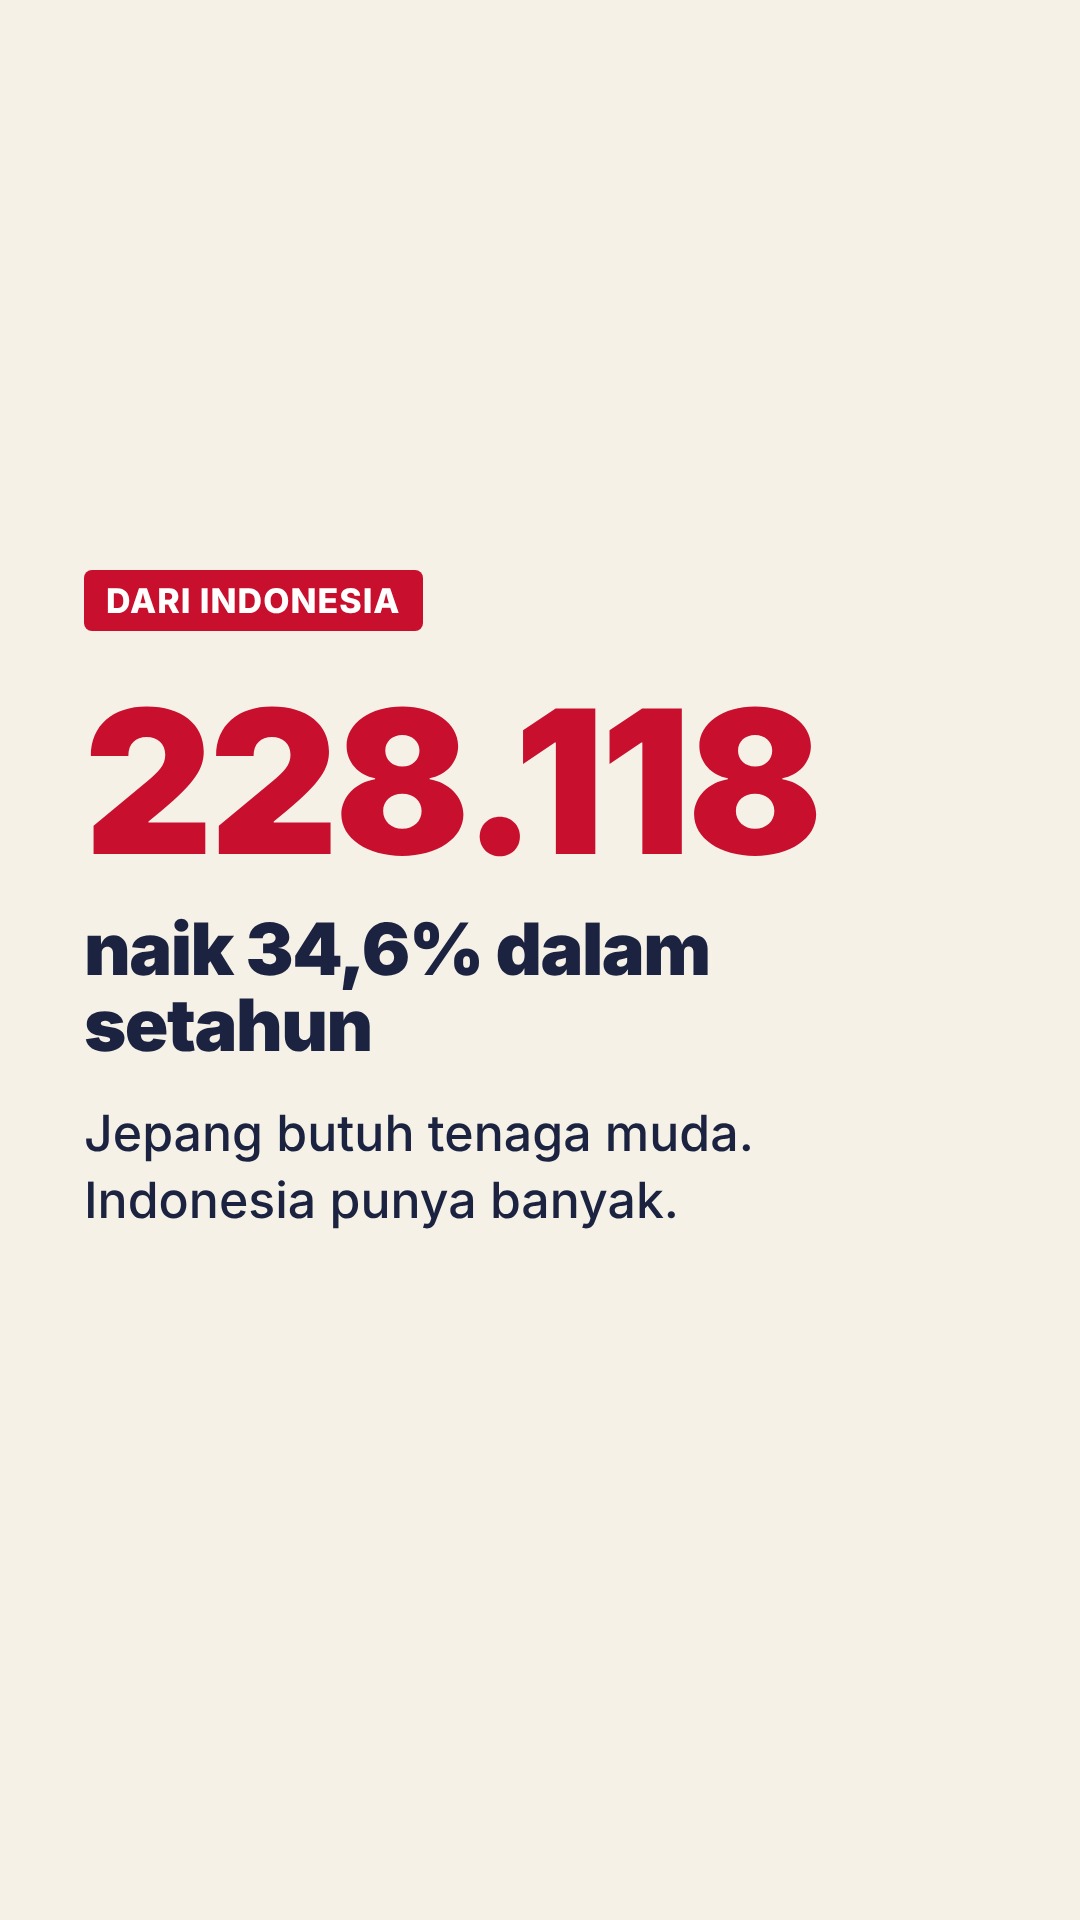 DARI INDONESIA
228.118
naik 34,6% dalam
setahun
Jepang butuh tenaga muda.
Indonesia punya banyak.